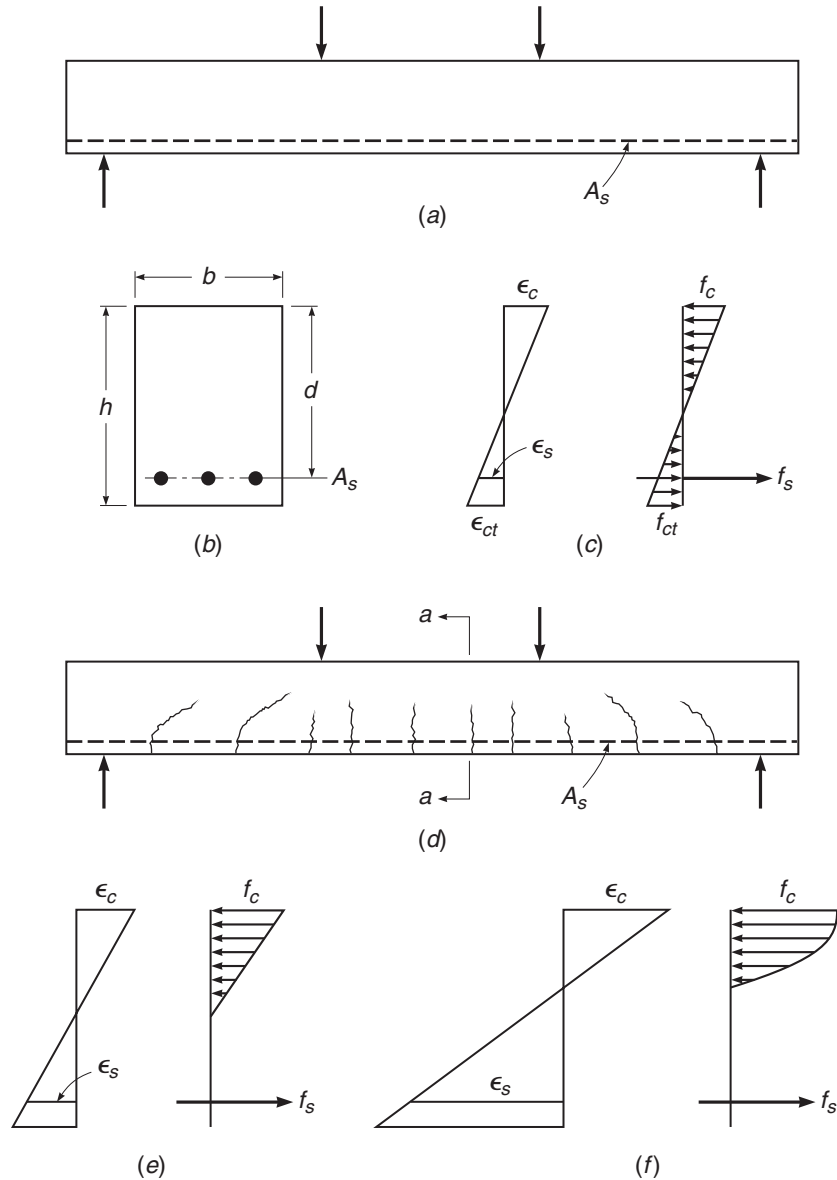 A_s
(a)
b
h
d
A_s
(b)
ϵ_c
ϵ_s
ϵ_ct
f_c
f_s
f_ct
(c)
a
a
A_s
(d)
ϵ_c
ϵ_s
f_c
f_s
(e)
ϵ_c
ϵ_s
f_c
f_s
(f)